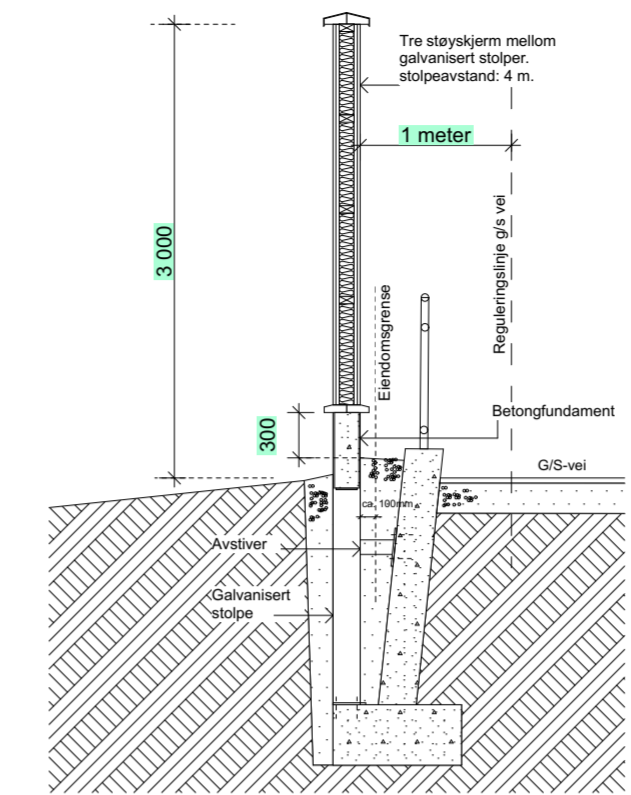 Tre støyskjerm mellom
galvanisert stolper.
stolpeavstand: 4 m.
1 meter
3 000
Reguleringslinje g/s vei
Eiendomsgrense
300
Betongfundament
G/S-vei
ca. 190mm
Avstiver
Galvanisert
stolpe